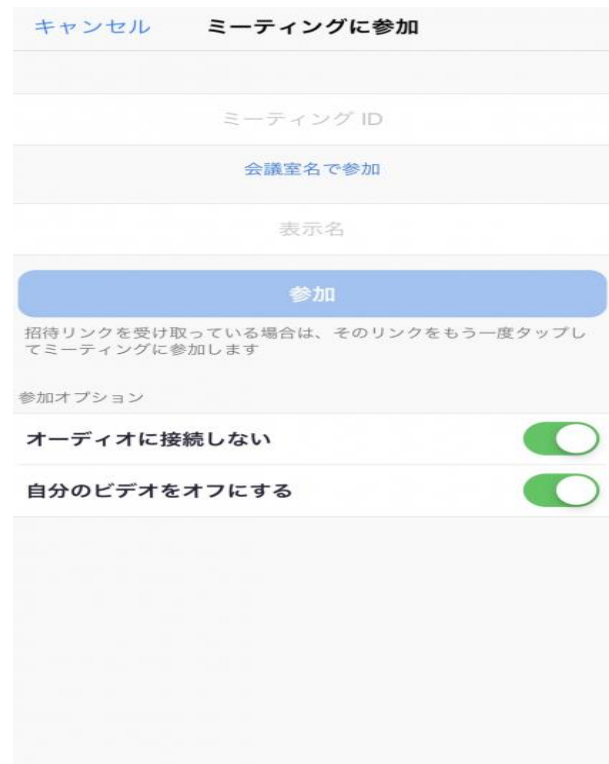 キャンセル ミーティングに参加
ミーティング ID
会議室名で参加
表示名
参加
招待リンクを受け取っている場合は、そのリンクをもう一度タップし
てミーティングに参加します
参加オプション
オーディオに接続しない
自分のビデオをオフにする